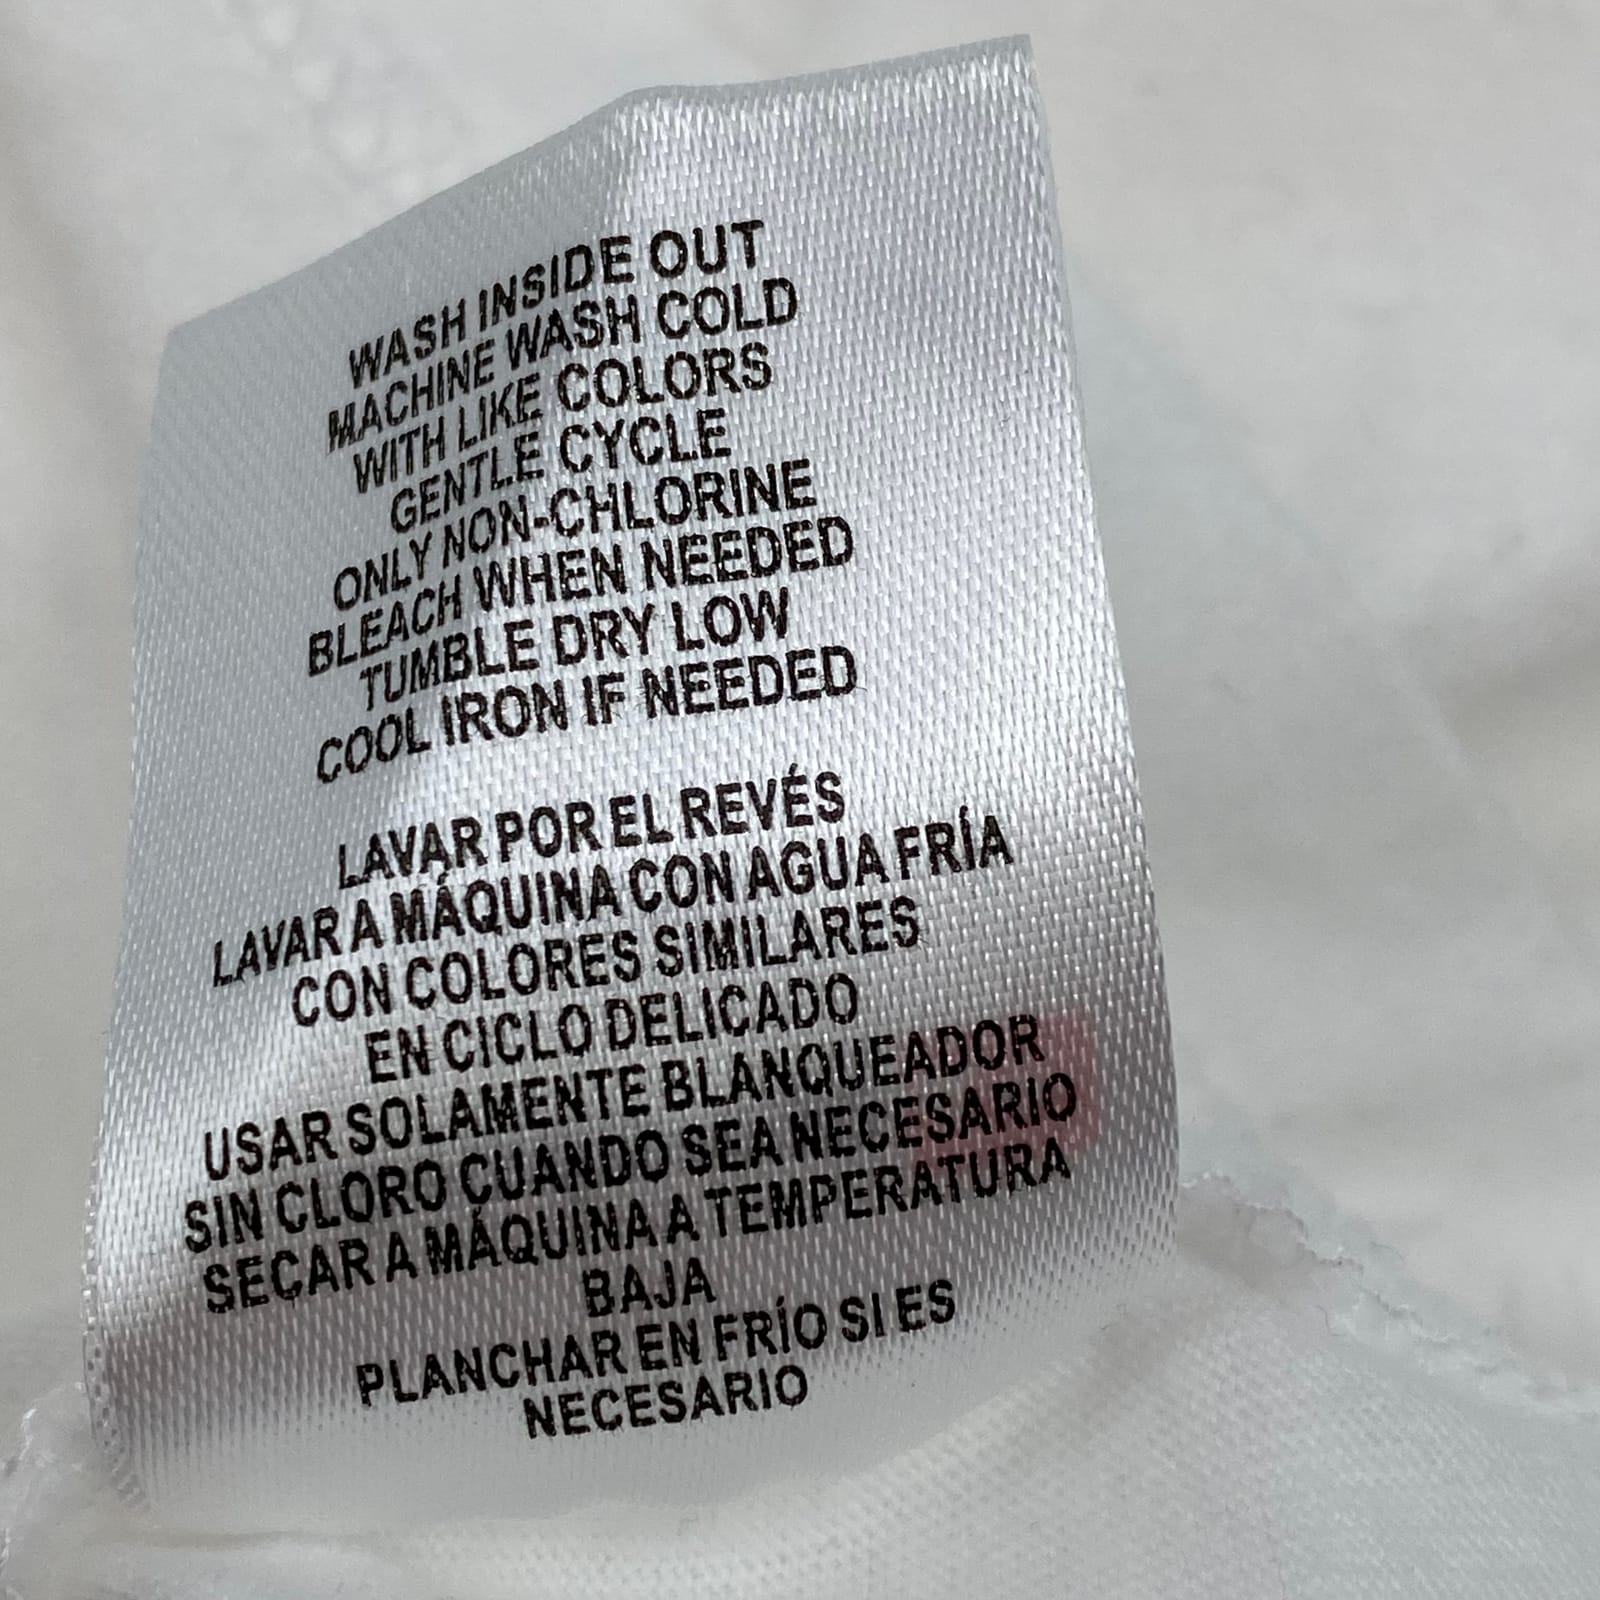 WASH INSIDE OUT
MACHINE WASH COLD
WITH LIKE COLORS
GENTLE CYCLE
ONLY NON-CHLORINE
BLEACH WHEN NEEDED
TUMBLE DRY LOW
COOL IRON IF NEEDED
LAVAR POR EL REVÉS
LAVAR A MÁQUINA CON AGUA FRÍA
CON COLORES SIMILARES
EN CICLO DELICADO
USAR SOLAMENTE BLANQUEADOR
SIN CLORO CUANDO SEA NECESARIO
SECAR A MÁQUINA A TEMPERATURA
BAJA
PLANCHAR EN FRÍO SI ES
NECESARIO